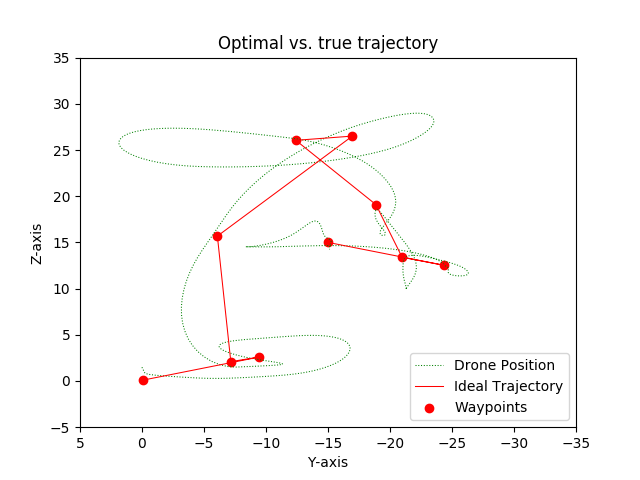 Optimal vs. true trajectory
35
30
25
20
15
10
5
0
−5
Z-axis
5 0 −5 −10 −15 −20 −25 −30 −35
Y-axis
Drone Position
Ideal Trajectory
Waypoints